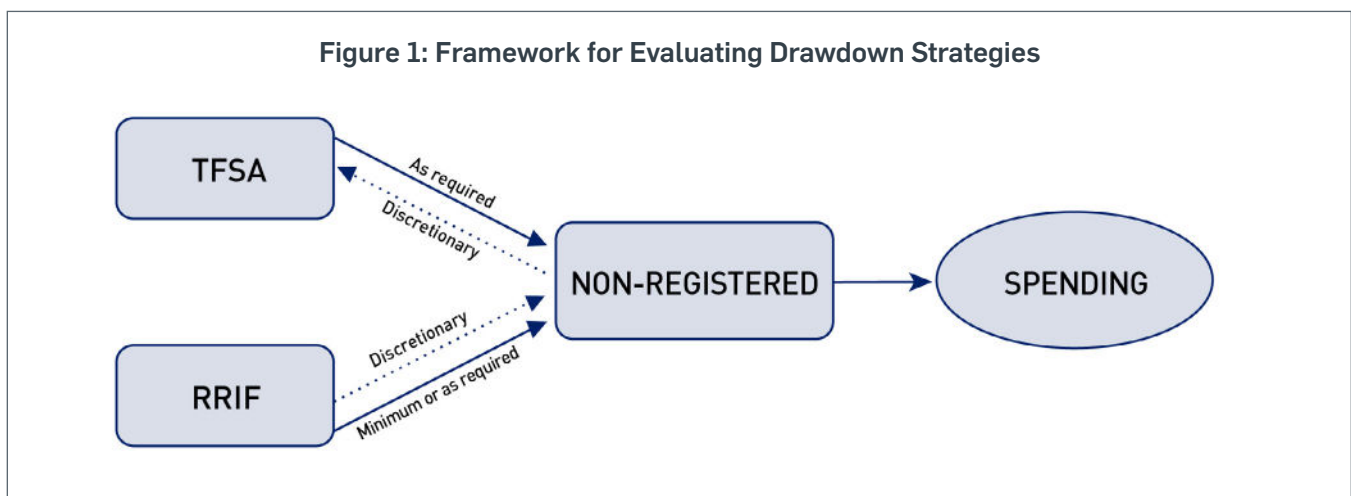 Figure 1: Framework for Evaluating Drawdown Strategies
TFSA
As required
Discretionary
NON-REGISTERED
SPENDING
Discretionary
Minimum or as required
RRIF